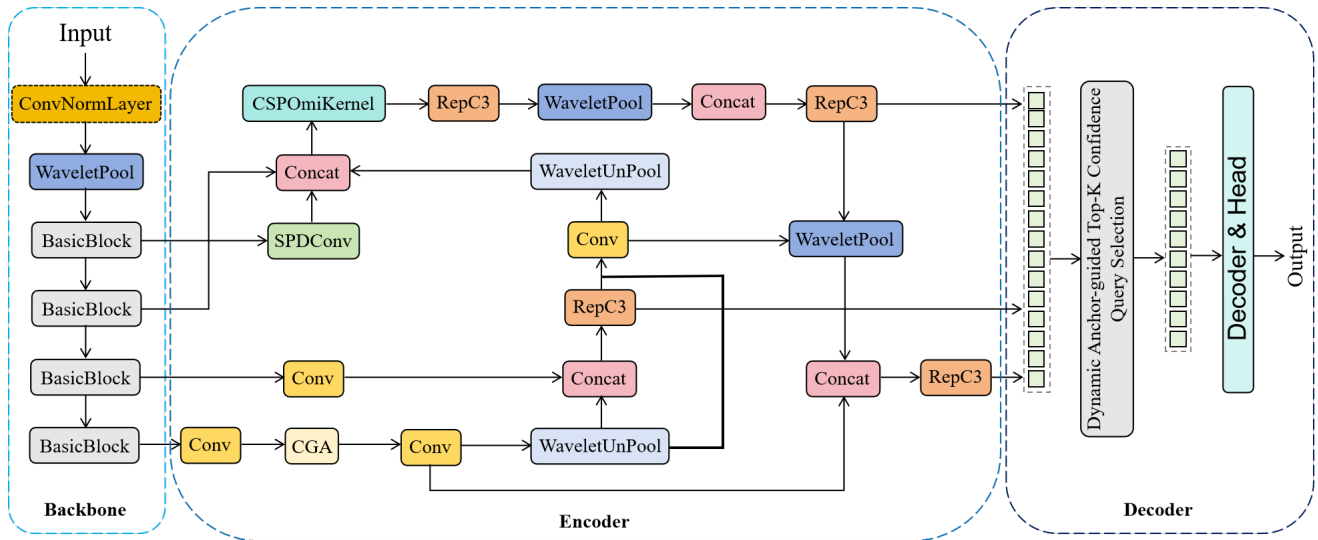 Input
ConvNormLayer
WaveletPool
BasicBlock
BasicBlock
BasicBlock
BasicBlock
Backbone
CSPOmiKernel
RepC3
WaveletPool
Concat
RepC3
Concat
WaveletUnPool
SPDConv
Conv
WaveletPool
RepC3
Conv
Concat
Concat
RepC3
Conv
CGA
Conv
WaveletUnPool
Encoder
Dynamic Anchor-guided Top-K Confidence
Query Selection
Decoder & Head
Output
Decoder